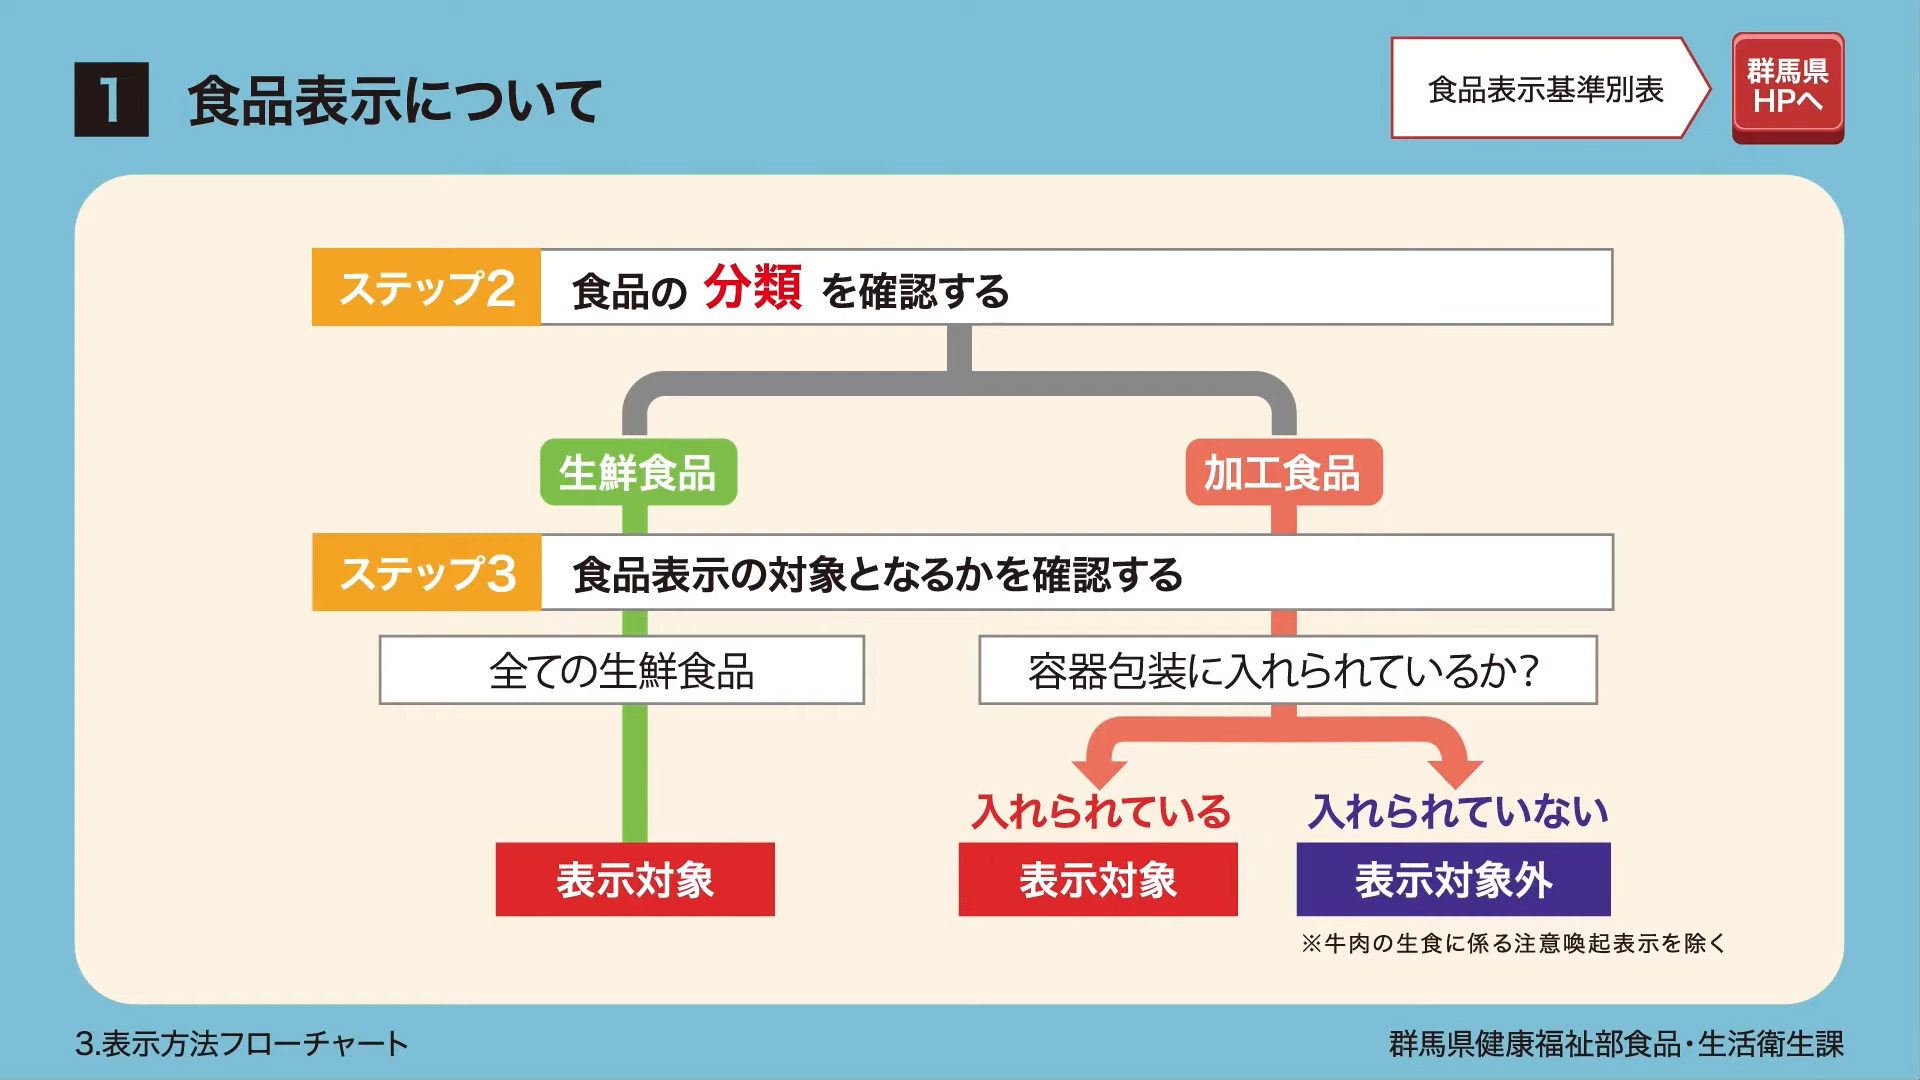 1 食品表示について
食品表示基準別表
群馬県
HPへ
ステップ2 食品の 分類 を確認する
生鮮食品 加工食品
ステップ3 食品表示の対象となるかを確認する
全ての生鮮食品 容器包装に入れられているか?
入れられている 入れられていない
表示対象 表示対象 表示対象外
※牛肉の生食に係る注意喚起表示を除く
3.表示方法フローチャート 群馬県健康福祉部食品・生活衛生課